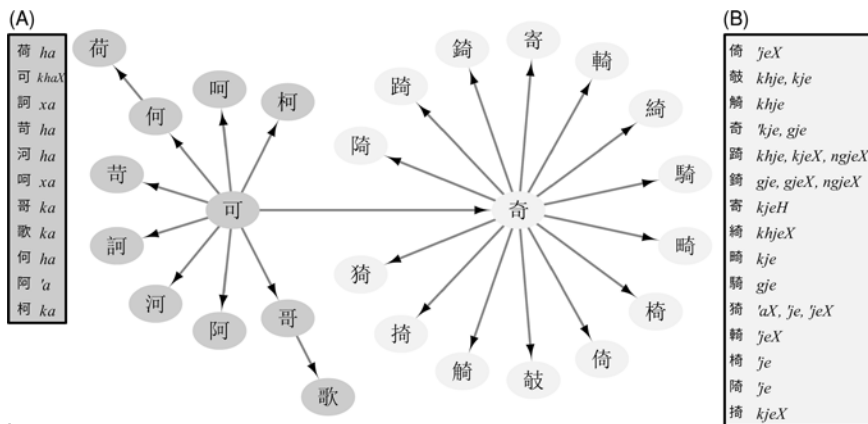 (A)
荷 ha
可 khaX
訶 xa
苛 ha
河 ha
呵 xa
哥 ka
歌 ka
何 ha
阿 'a
柯 ka
荷
何
呵
柯
苛
可
訶
河
阿
哥
歌
寄
錡
輢
踦
綺
陭
騎
奇
畸
猗
椅
掎
倚
觭
攲
(B)
倚 'jeX
攲 khje, kje
觭 khje
奇 'kje, gje
踦 khje, kjeX, ngjeX
錡 gje, gjeX, ngjeX
寄 kjeH
綺 khjeX
畸 kje
騎 gje
猗 'aX, 'je, 'jeX
輢 'jeX
椅 'je
陭 'je
掎 kjeX